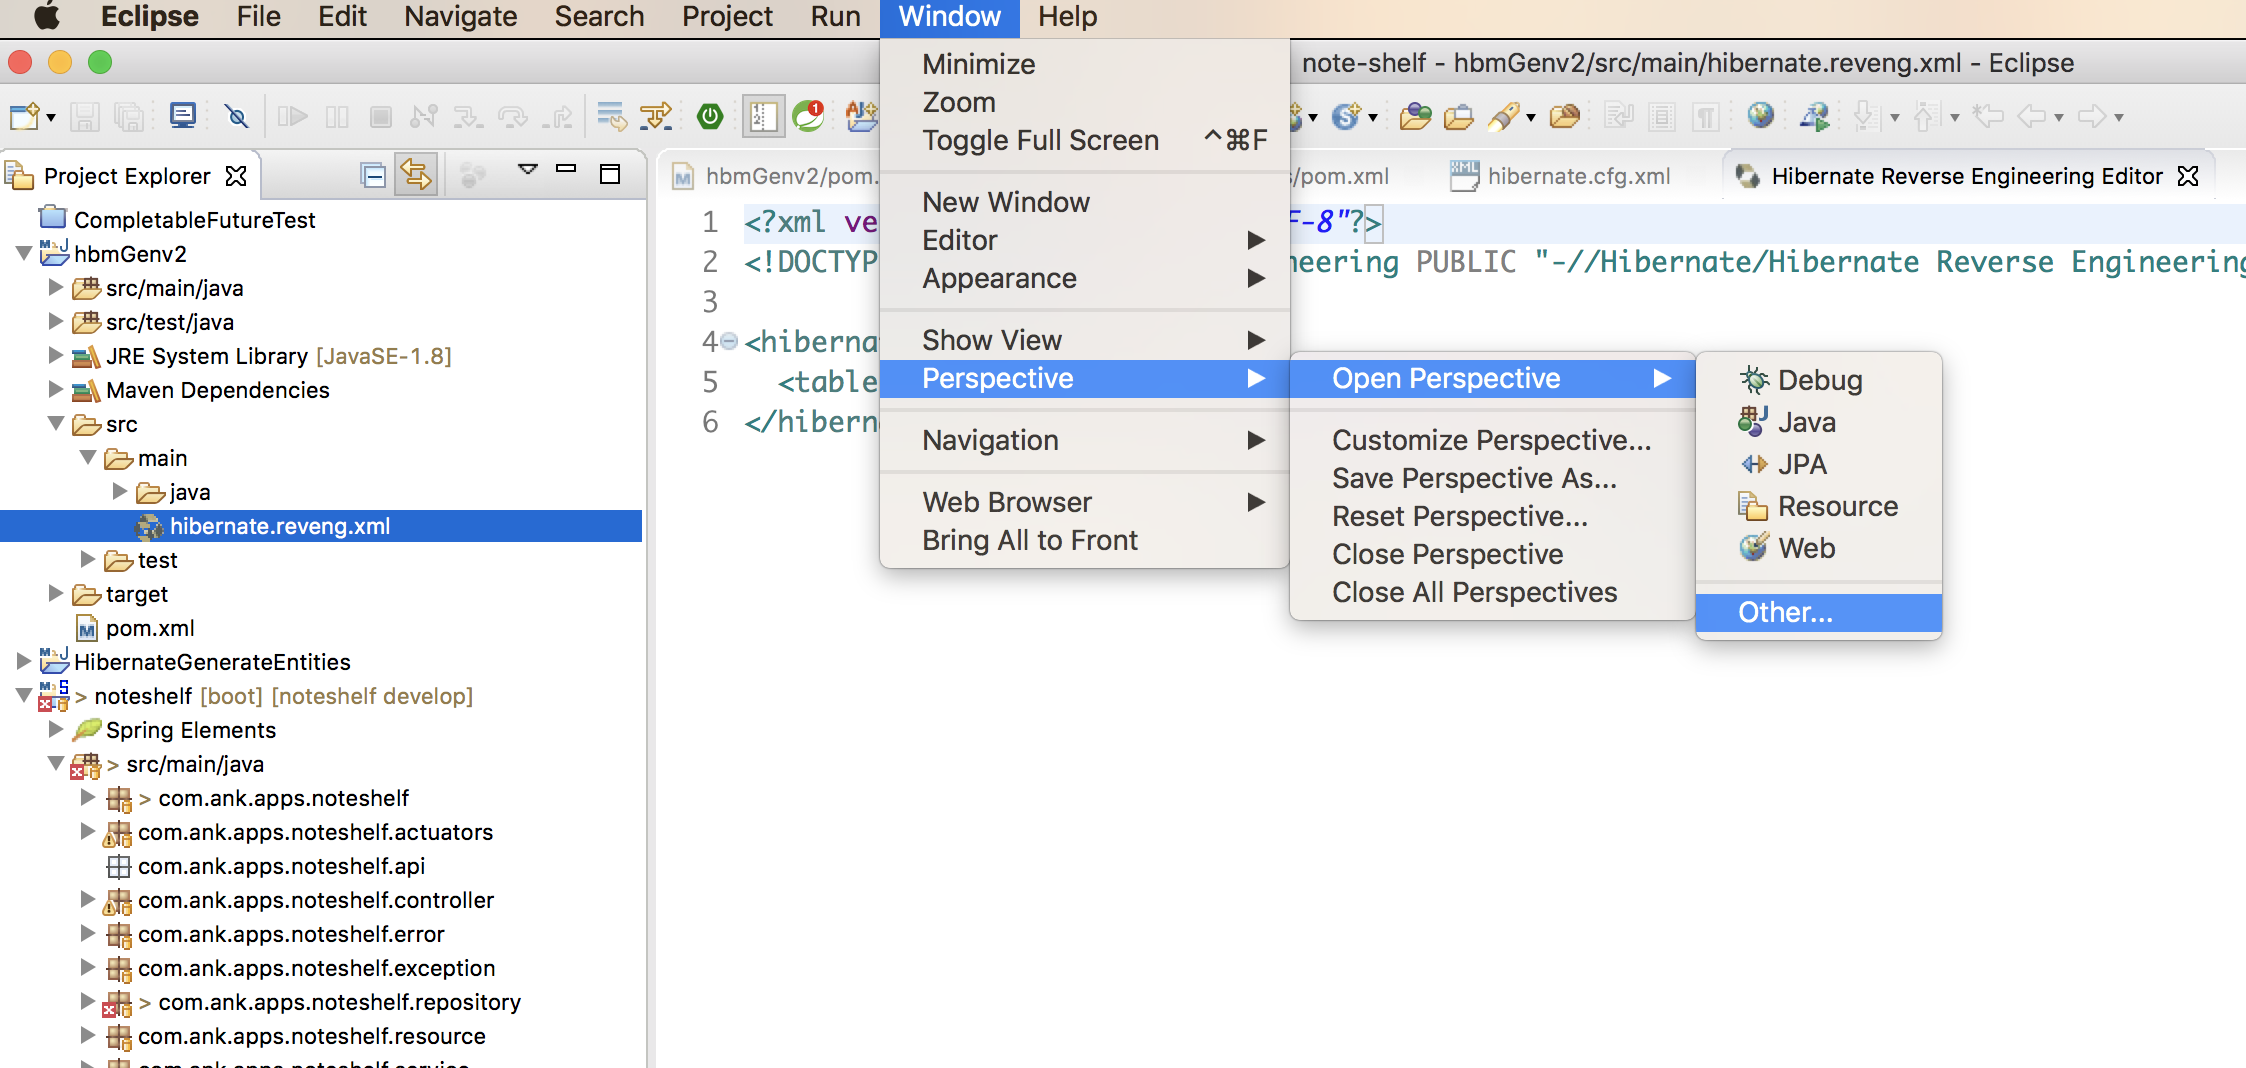 Eclipse File Edit Navigate Search Project Run Window Help
note-shelf - hbmGenv2/src/main/hibernate.reveng.xml - Eclipse
Minimize
Zoom
Toggle Full Screen ^⌘F
New Window
Editor
Appearance
Show View
Perspective
Navigation
Web Browser
Bring All to Front
Open Perspective
Customize Perspective...
Save Perspective As...
Reset Perspective...
Close Perspective
Close All Perspectives
Debug
Java
JPA
Resource
Web
Other...
Project Explorer
CompletableFutureTest
hbmGenv2
src/main/java
src/test/java
JRE System Library [JavaSE-1.8]
Maven Dependencies
src
main
java
hibernate.reveng.xml
test
target
pom.xml
HibernateGenerateEntities
> noteshelf [boot] [noteshelf develop]
Spring Elements
> src/main/java
> com.ank.apps.noteshelf
com.ank.apps.noteshelf.actuators
com.ank.apps.noteshelf.api
com.ank.apps.noteshelf.controller
com.ank.apps.noteshelf.error
com.ank.apps.noteshelf.exception
> com.ank.apps.noteshelf.repository
com.ank.apps.noteshelf.resource
hbmGenv2/pom. s/pom.xml hibernate.cfg.xml Hibernate Reverse Engineering Editor
1 <?xml ve F-8"?>
2 <!DOCTYP neering PUBLIC "-//Hibernate/Hibernate Reverse Engineering
3
4 <hiberna
5 <table
6 </hibern